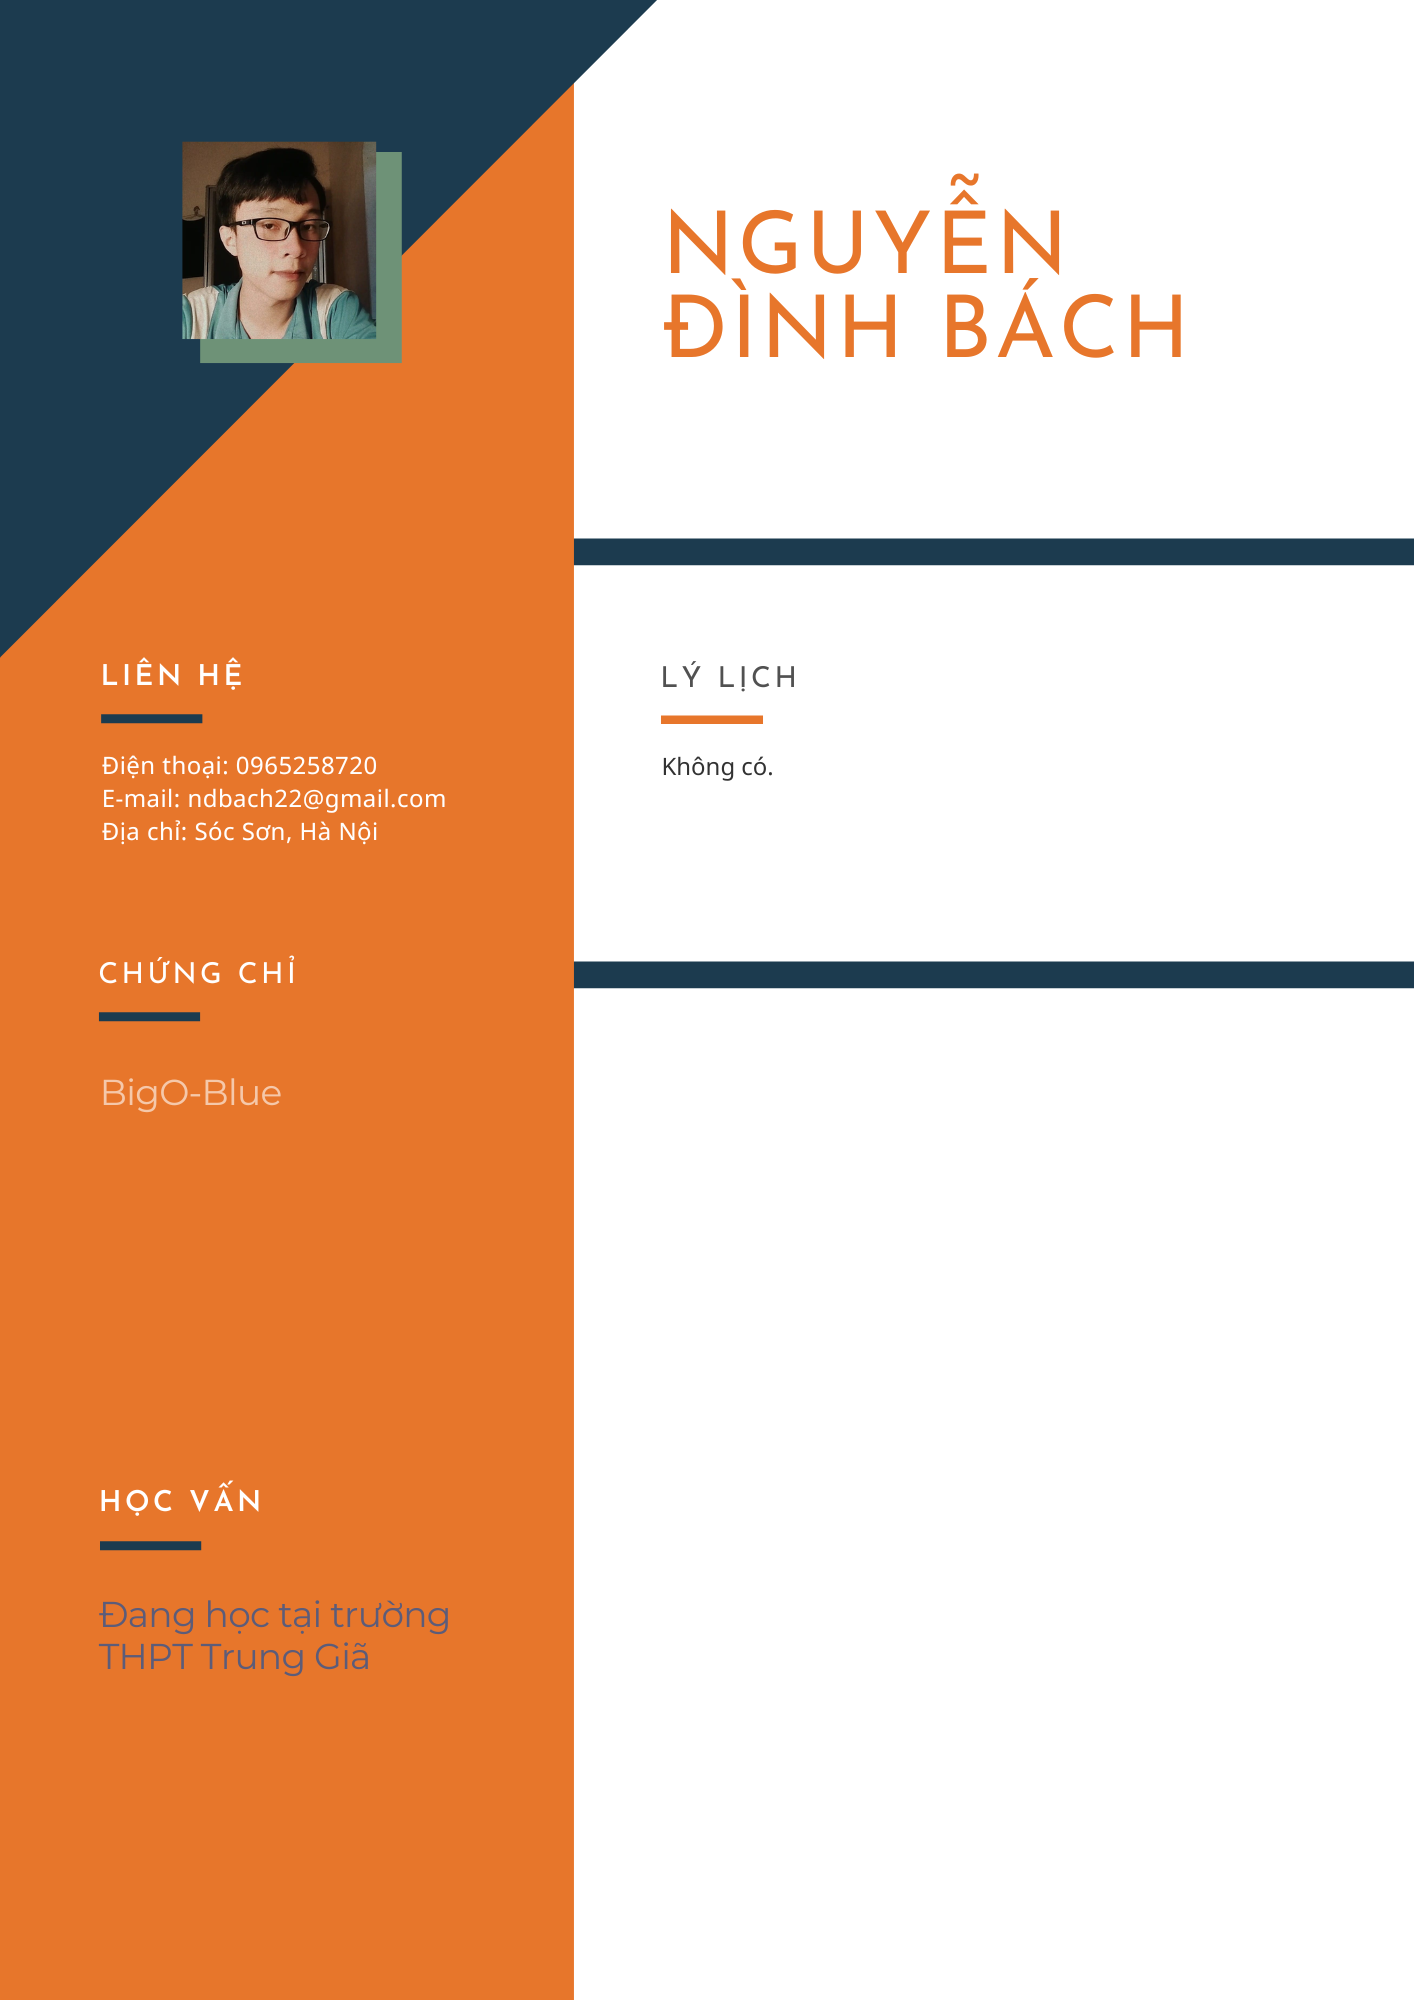 NGUYỄN
ĐÌNH BÁCH
LIÊN HỆ
Điện thoại: 0965258720
E-mail: ndbach22@gmail.com
Địa chỉ: Sóc Sơn, Hà Nội
CHỨNG CHỈ
BigO-Blue
HỌC VẤN
Đang học tại trường
THPT Trung Giã
LÝ LỊCH
Không có.